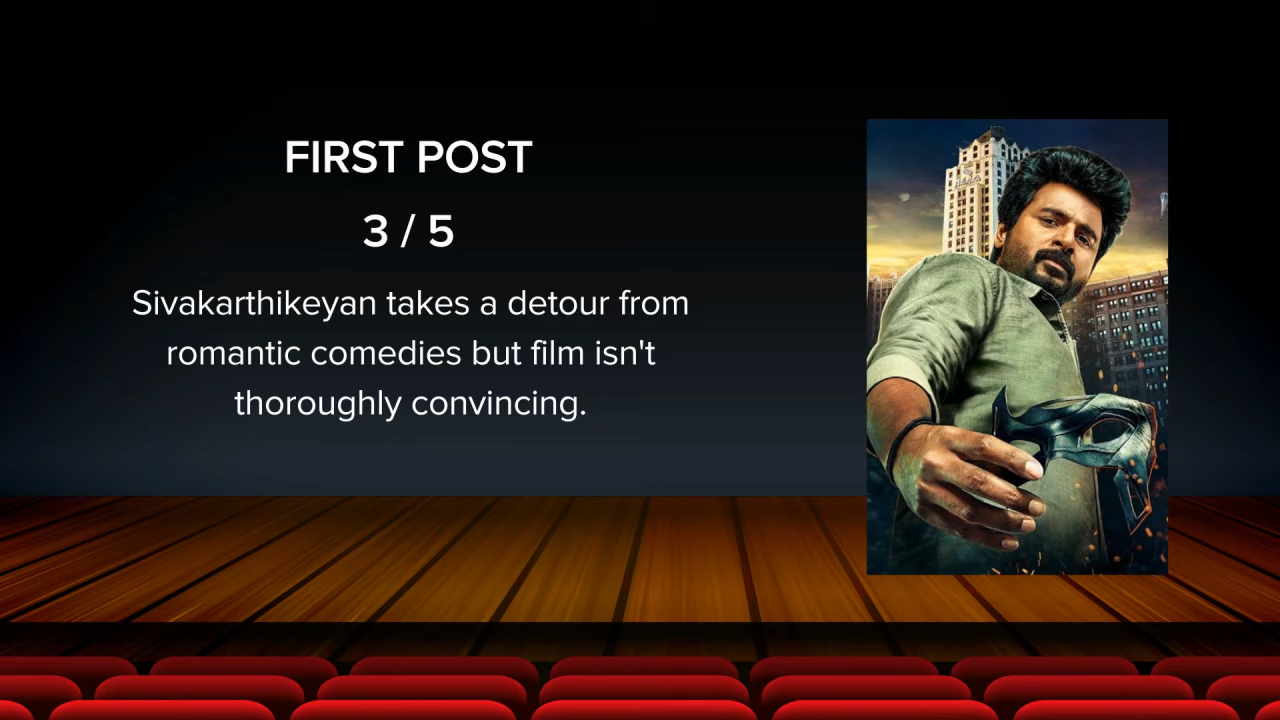 FIRST POST
3 / 5
Sivakarthikeyan takes a detour from
romantic comedies but film isn't
thoroughly convincing.